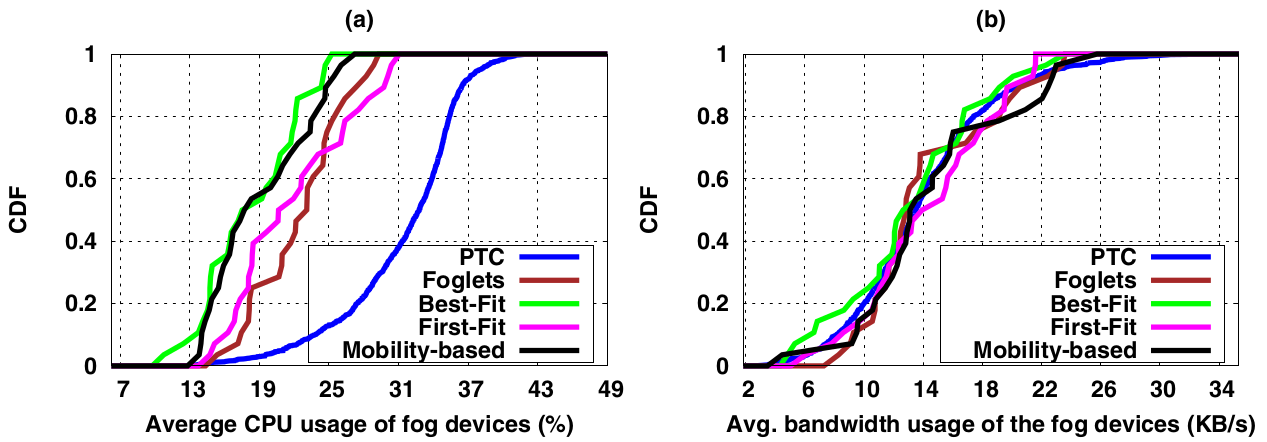 (a)
CDF
1
0.8
0.6
0.4
0.2
0
PTC
Foglets
Best-Fit
First-Fit
Mobility-based
7 13 19 25 31 37 43 49
Average CPU usage of fog devices (%)
(b)
CDF
1
0.8
0.6
0.4
0.2
0
PTC
Foglets
Best-Fit
First-Fit
Mobility-based
2 6 10 14 18 22 26 30 34
Avg. bandwidth usage of the fog devices (KB/s)